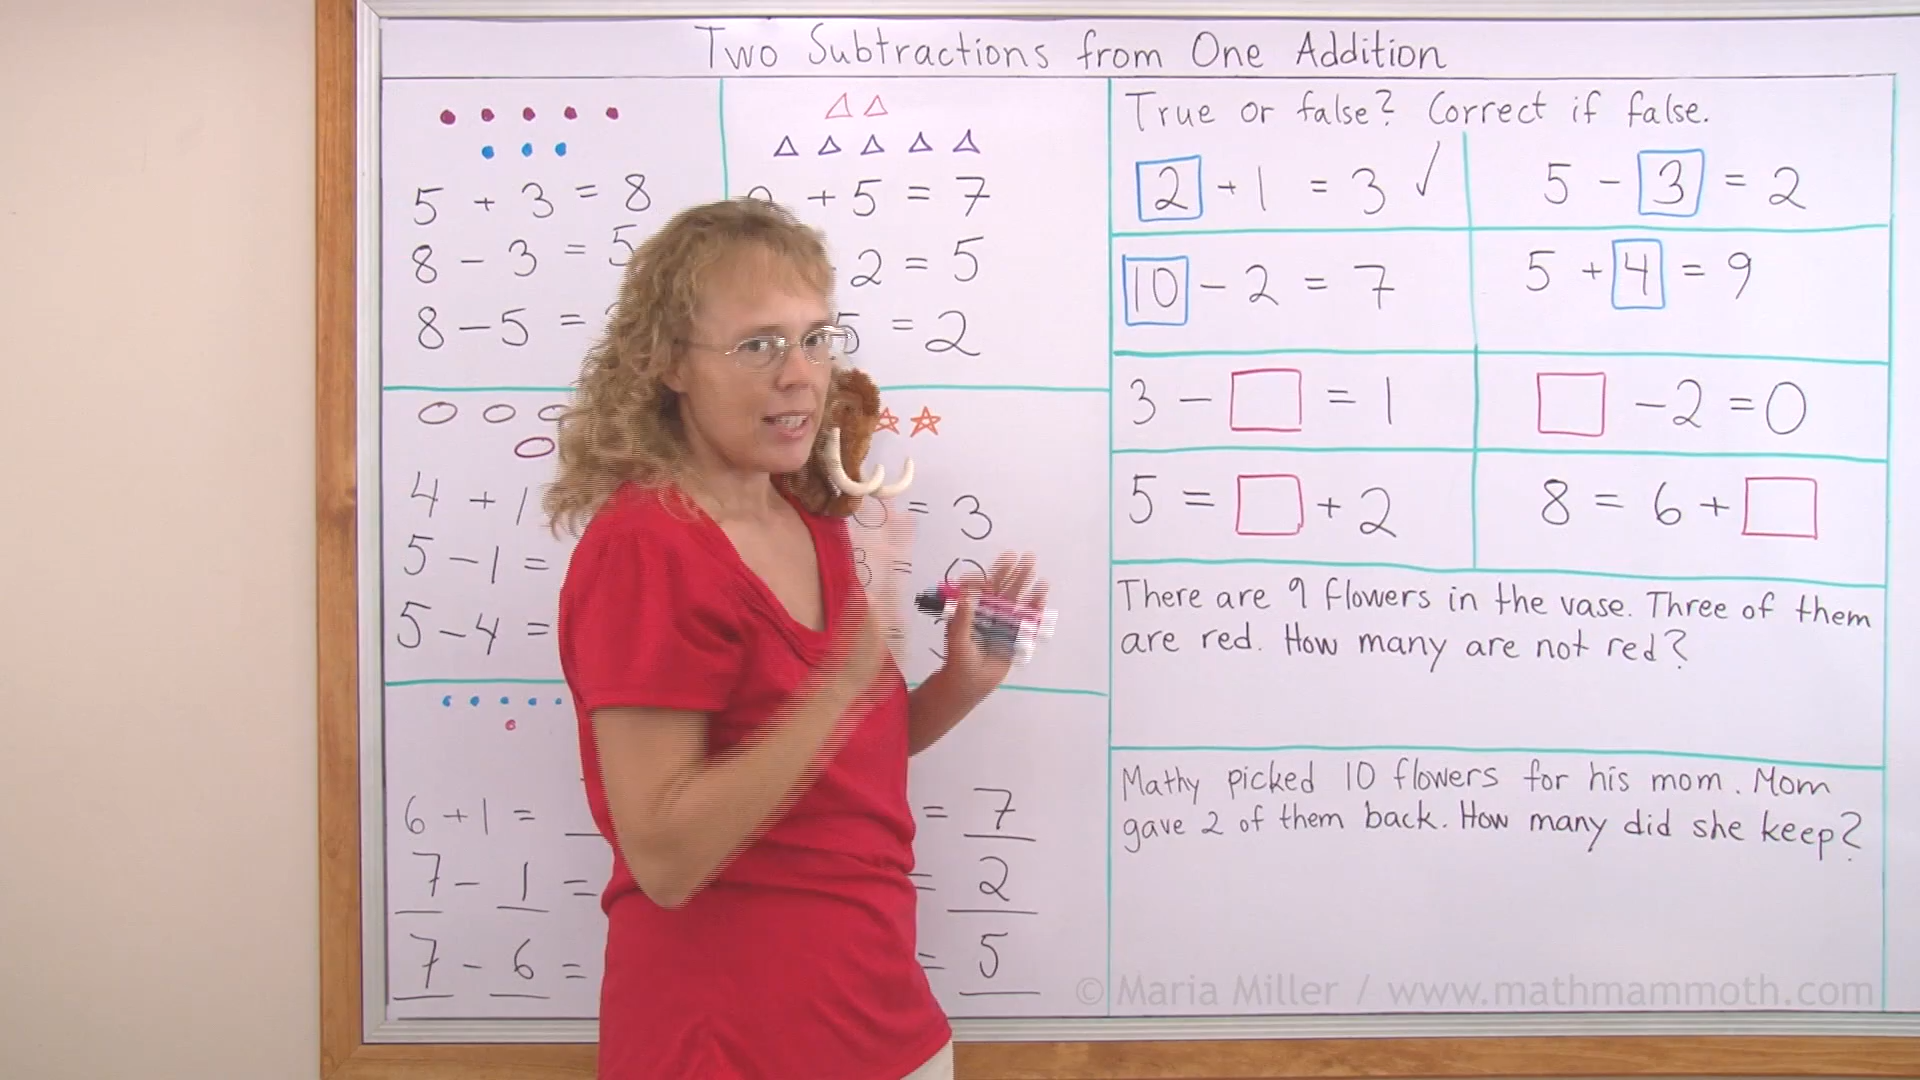 Two Subtractions from One Addition
5 + 3 = 8
8 - 3 = 5
8 - 5 =
+ 5 = 7
2 = 5
5 = 2
4 + 1
5 - 1 =
5 - 4 =
= 3
3 = 0
=
6 + 1 =
7 - 1 =
7 - 6 =
= 7
= 2
= 5
True or false? Correct if false.
2 + 1 = 3 ✓
5 - 3 = 2
10 - 2 = 7
5 + 4 = 9
3 - □ = 1
□ - 2 = 0
5 = □ + 2
8 = 6 + □
There are 9 flowers in the vase. Three of them
are red. How many are not red?
Mathy picked 10 flowers for his mom. Mom
gave 2 of them back. How many did she keep?
© Maria Miller / www.mathmammoth.com